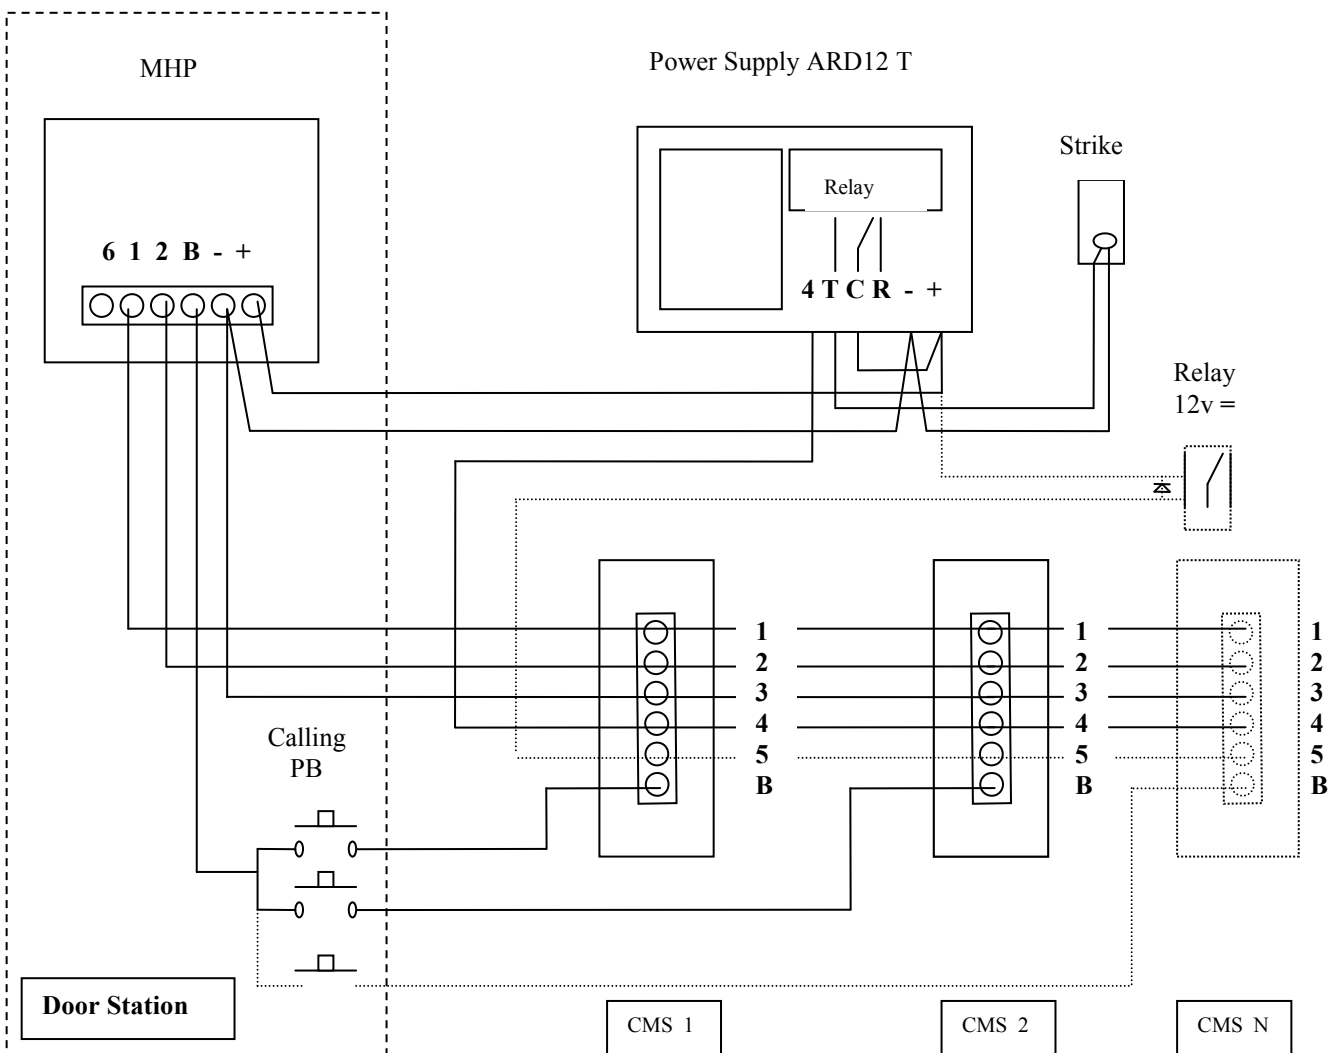 MHP
Power Supply ARD12 T
Strike
Relay
6 1 2 B - +
4 T C R - +
Relay
12v =
1
2
3
4
5
B
1
2
3
4
5
B
1
2
3
4
5
B
Calling
PB
Door Station
CMS 1
CMS 2
CMS N